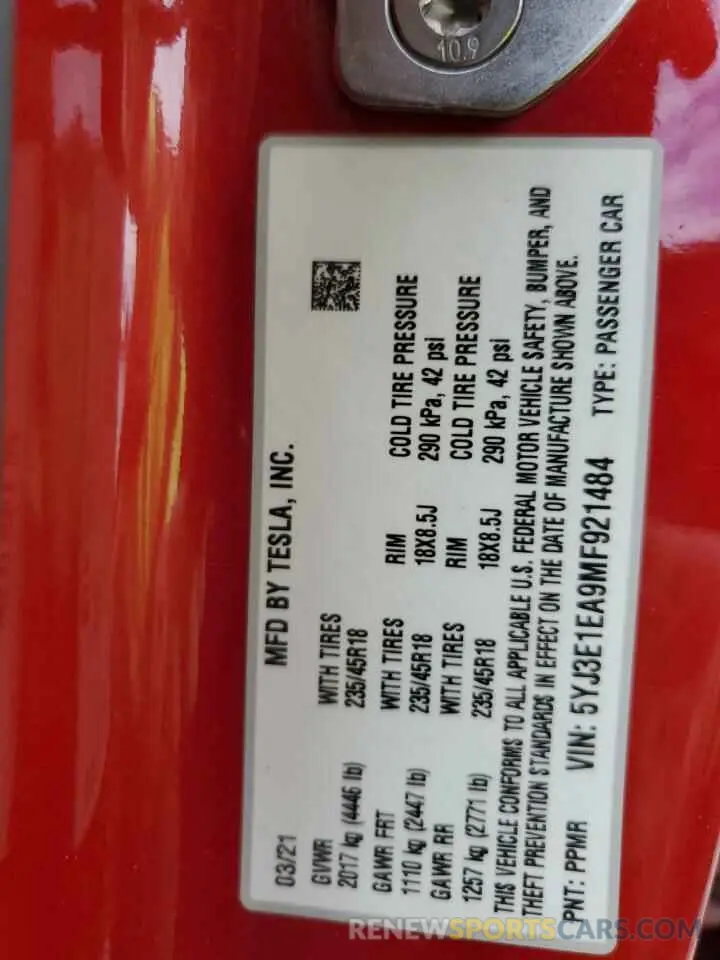 10.9
03/21 MFD BY TESLA, INC.
GVWR WITH TIRES
2017 kg (4446 lb) 235/45R18
GAWR FRT WITH TIRES RIM COLD TIRE PRESSURE
1110 kg (2447 lb) 235/45R18 18X8.5J 290 kPa, 42 psi
GAWR RR WITH TIRES RIM COLD TIRE PRESSURE
1257 kg (2771 lb) 235/45R18 18X8.5J 290 kPa, 42 psi
THIS VEHICLE CONFORMS TO ALL APPLICABLE U.S. FEDERAL MOTOR VEHICLE SAFETY, BUMPER, AND
THEFT PREVENTION STANDARDS IN EFFECT ON THE DATE OF MANUFACTURE SHOWN ABOVE.
PNT: PPMR VIN: 5YJ3E1EA9MF921484 TYPE: PASSENGER CAR
RENEWSPORTSCARS.COM